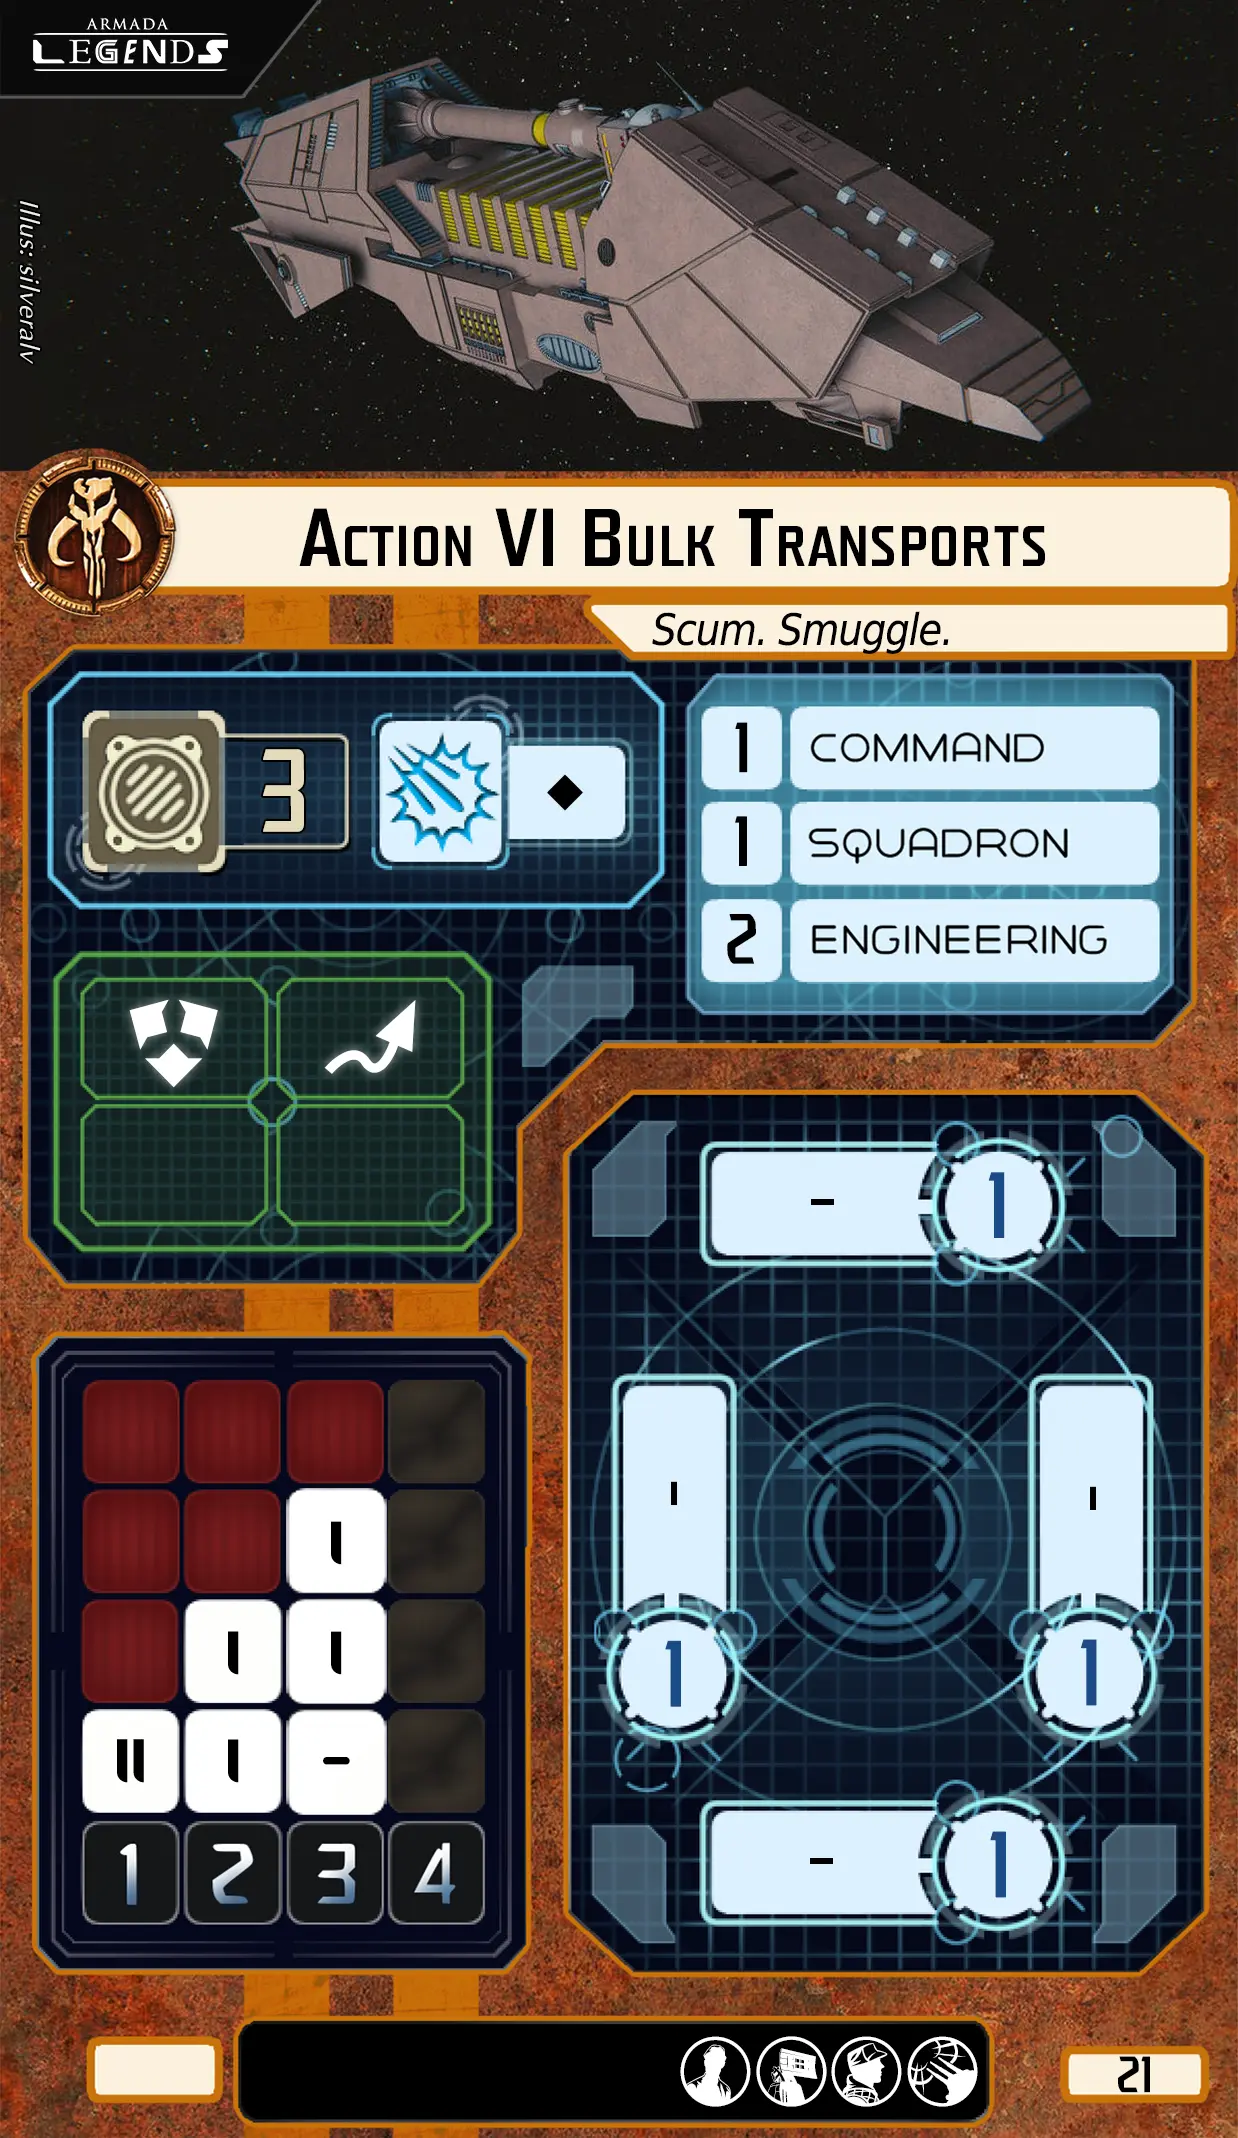 ARMADA
LEGENDS
Illus: silveralv
Action VI Bulk Transports
Scum. Smuggle.
3
1 COMMAND
1 SQUADRON
2 ENGINEERING
- 1
- -
1 1
- 1
I
I I
II I -
1 2 3 4
21